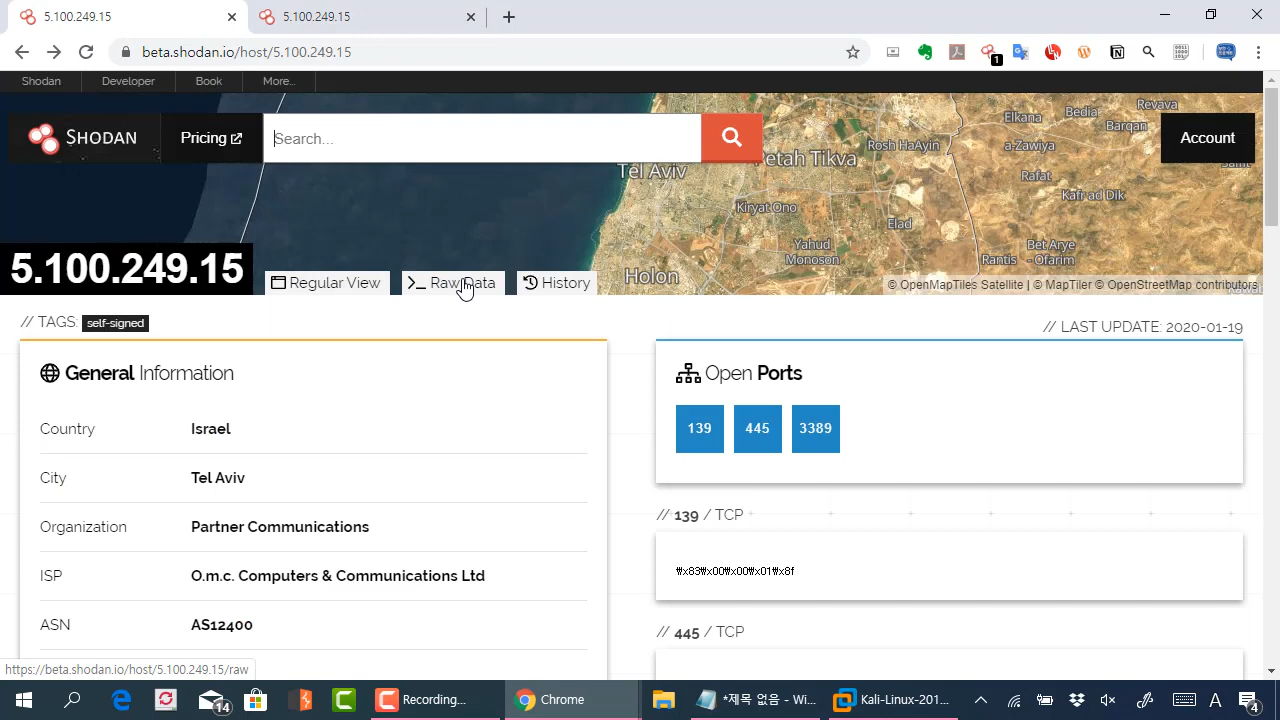 5.100.249.15
5.100.249.15
beta.shodan.io/host/5.100.249.15
1
Shodan
Developer
Book
More...
SHODAN
Pricing
Search...
Account
Tel Aviv
Petah Tikva
Rosh HaAyin
Elkana
Bedia
Revava
Barqan
a-Zawiya
Rafat
Kafr ad Dik
Kiryat Ono
Elad
Yahud Monoson
Rantis
Bet Arye Ofarim
Holon
5.100.249.15
Regular View
Raw Data
History
© OpenMapTiles Satellite | © MapTiler © OpenStreetMap contributors
// TAGS: self-signed
// LAST UPDATE: 2020-01-19
General Information
Country Israel
City Tel Aviv
Organization Partner Communications
ISP O.m.c. Computers & Communications Ltd
ASN AS12400
Open Ports
139
445
3389
// 139 / TCP
₩x83₩x00₩x00₩x01₩x8f
// 445 / TCP
https://beta.shodan.io/host/5.100.249.15/raw
14
Recording...
Chrome
*제목 없음 - Wi...
Kali-Linux-201...
A
4